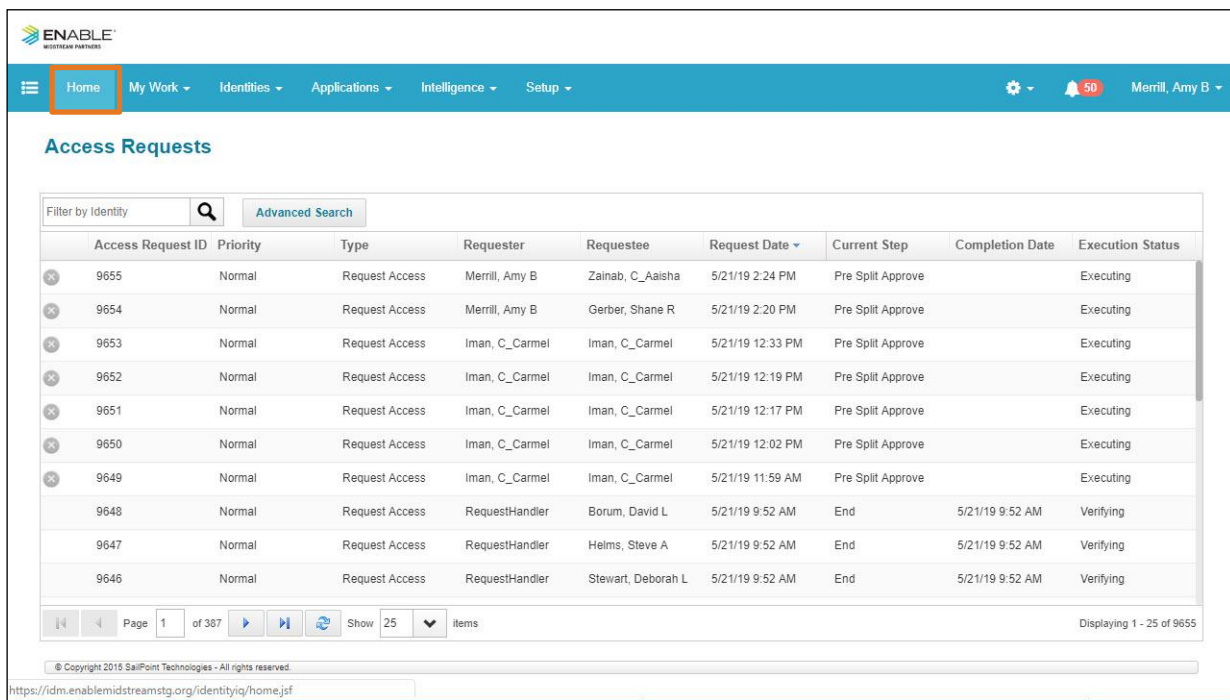 ENABLE
MIDSTREAM PARTNERS
Home My Work Identities Applications Intelligence Setup 50 Merrill, Amy B
Access Requests
Filter by Identity Advanced Search
Access Request ID Priority Type Requester Requestee Request Date Current Step Completion Date Execution Status
9655 Normal Request Access Merrill, Amy B Zainab, C_Aaisha 5/21/19 2:24 PM Pre Split Approve Executing
9654 Normal Request Access Merrill, Amy B Gerber, Shane R 5/21/19 2:20 PM Pre Split Approve Executing
9653 Normal Request Access Iman, C_Carmel Iman, C_Carmel 5/21/19 12:33 PM Pre Split Approve Executing
9652 Normal Request Access Iman, C_Carmel Iman, C_Carmel 5/21/19 12:19 PM Pre Split Approve Executing
9651 Normal Request Access Iman, C_Carmel Iman, C_Carmel 5/21/19 12:17 PM Pre Split Approve Executing
9650 Normal Request Access Iman, C_Carmel Iman, C_Carmel 5/21/19 12:02 PM Pre Split Approve Executing
9649 Normal Request Access Iman, C_Carmel Iman, C_Carmel 5/21/19 11:59 AM Pre Split Approve Executing
9648 Normal Request Access RequestHandler Borum, David L 5/21/19 9:52 AM End 5/21/19 9:52 AM Verifying
9647 Normal Request Access RequestHandler Helms, Steve A 5/21/19 9:52 AM End 5/21/19 9:52 AM Verifying
9646 Normal Request Access RequestHandler Stewart, Deborah L 5/21/19 9:52 AM End 5/21/19 9:52 AM Verifying
Page 1 of 387 Show 25 items Displaying 1 - 25 of 9655
© Copyright 2015 SailPoint Technologies - All rights reserved.
https://idm.enablemidstreamstg.org/identityiq/home.jsf